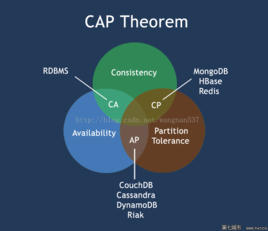 CAP Theorem
RDBMS
Consistency
MongoDB
HBase
Redis
CA
CP
Availability
Partition
Tolerance
AP
CouchDB
Cassandra
DynamoDB
Riak